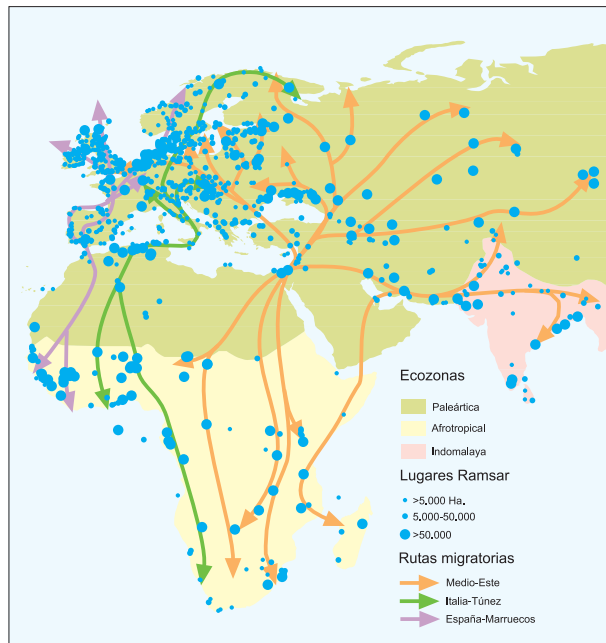 Ecozonas
Paleártica
Afrotropical
Indomalaya
Lugares Ramsar
>5.000 Ha.
5.000-50.000
>50.000
Rutas migratorias
Medio-Este
Italia-Túnez
España-Marruecos